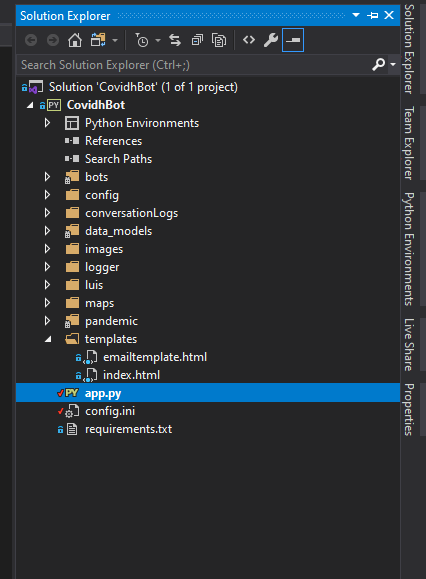 Solution Explorer
Search Solution Explorer (Ctrl+;)
Solution 'CovidhBot' (1 of 1 project)
PY CovidhBot
Python Environments
References
Search Paths
bots
config
conversationLogs
data_models
images
logger
luis
maps
pandemic
templates
emailtemplate.html
index.html
PY app.py
config.ini
requirements.txt
Solution Explorer
Team Explorer
Python Environments
Live Share
Properties